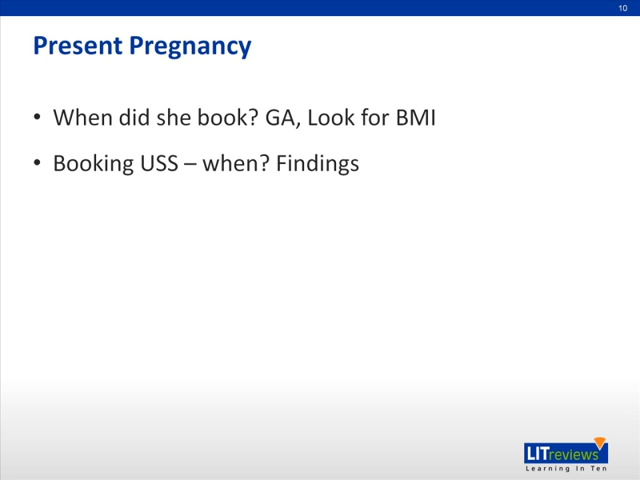 10
Present Pregnancy
• When did she book? GA, Look for BMI
• Booking USS – when? Findings
LITreviews
Learning In Ten